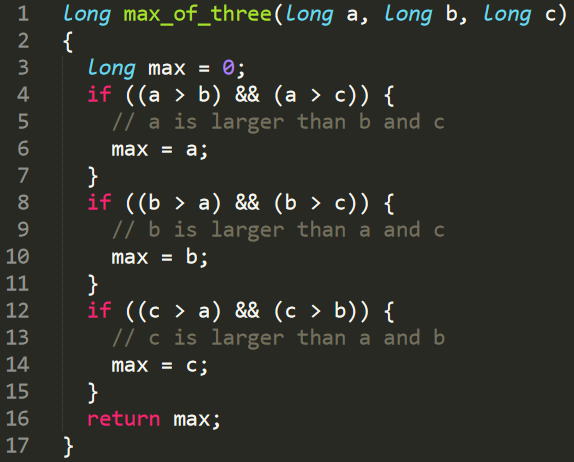 1 long max_of_three(long a, long b, long c)
2 {
3   long max = 0;
4   if ((a > b) && (a > c)) {
5     // a is larger than b and c
6     max = a;
7   }
8   if ((b > a) && (b > c)) {
9     // b is larger than a and c
10     max = b;
11   }
12   if ((c > a) && (c > b)) {
13     // c is larger than a and b
14     max = c;
15   }
16   return max;
17 }